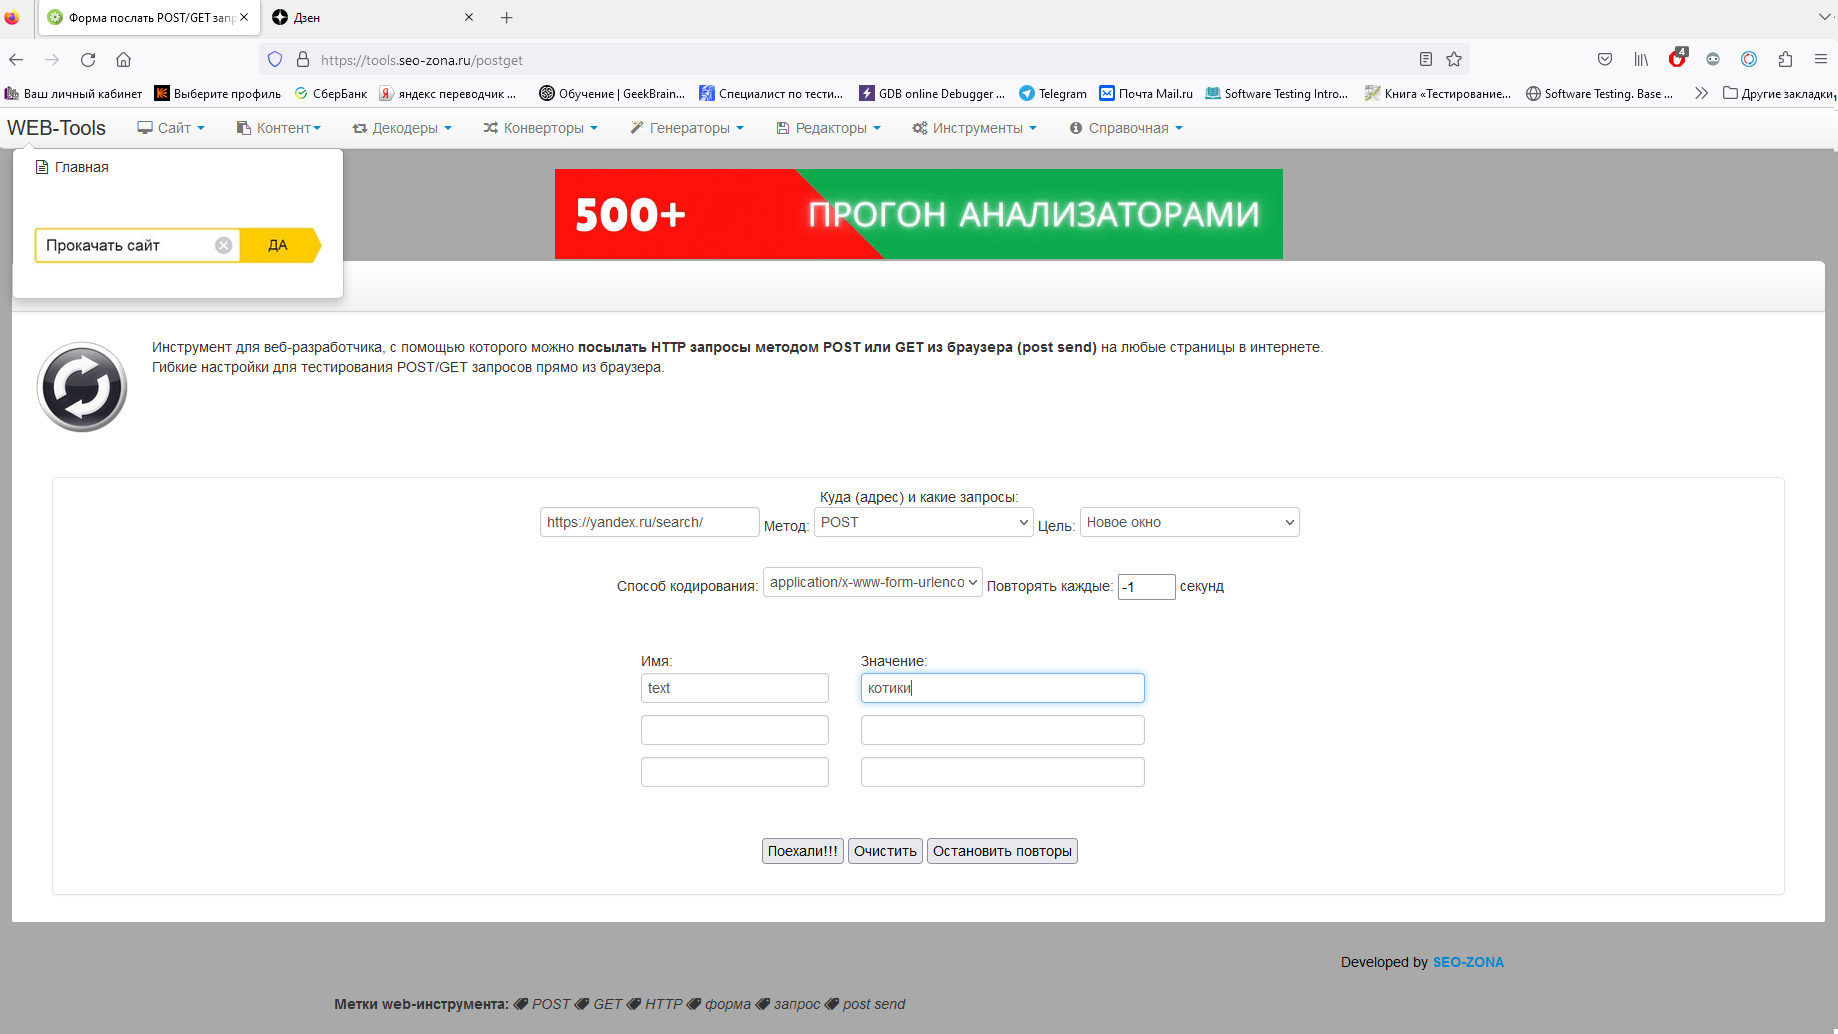 Форма послать POST/GET запр
Дзен
https://tools.seo-zona.ru/postget
4
Ваш личный кабинет
Выберите профиль
СберБанк
яндекс переводчик ...
Обучение | GeekBrain...
Специалист по тести...
GDB online Debugger ...
Telegram
Почта Mail.ru
Software Testing Intro...
Книга «Тестирование...
Software Testing. Base ...
Другие закладки
WEB-Tools
Сайт
Контент
Декодеры
Конверторы
Генераторы
Редакторы
Инструменты
Справочная
Главная
Прокачать сайт
ДА
500+ ПРОГОН АНАЛИЗАТОРАМИ
Инструмент для веб-разработчика, с помощью которого можно посылать HTTP запросы методом POST или GET из браузера (post send) на любые страницы в интернете.
Гибкие настройки для тестирования POST/GET запросов прямо из браузера.
Куда (адрес) и какие запросы:
https://yandex.ru/search/ Метод: POST Цель: Новое окно
Способ кодирования: application/x-www-form-urlenco Повторять каждые: -1 секунд
Имя: Значение:
text котики
Поехали!!! Очистить Остановить повторы
Developed by SEO-ZONA
Метки web-инструмента: POST GET HTTP форма запрос post send